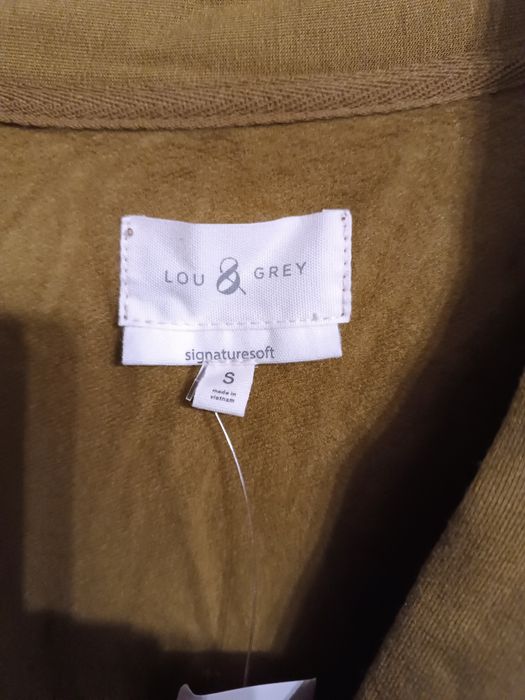 LOU & GREY
signaturesoft
S
made in
vietnam